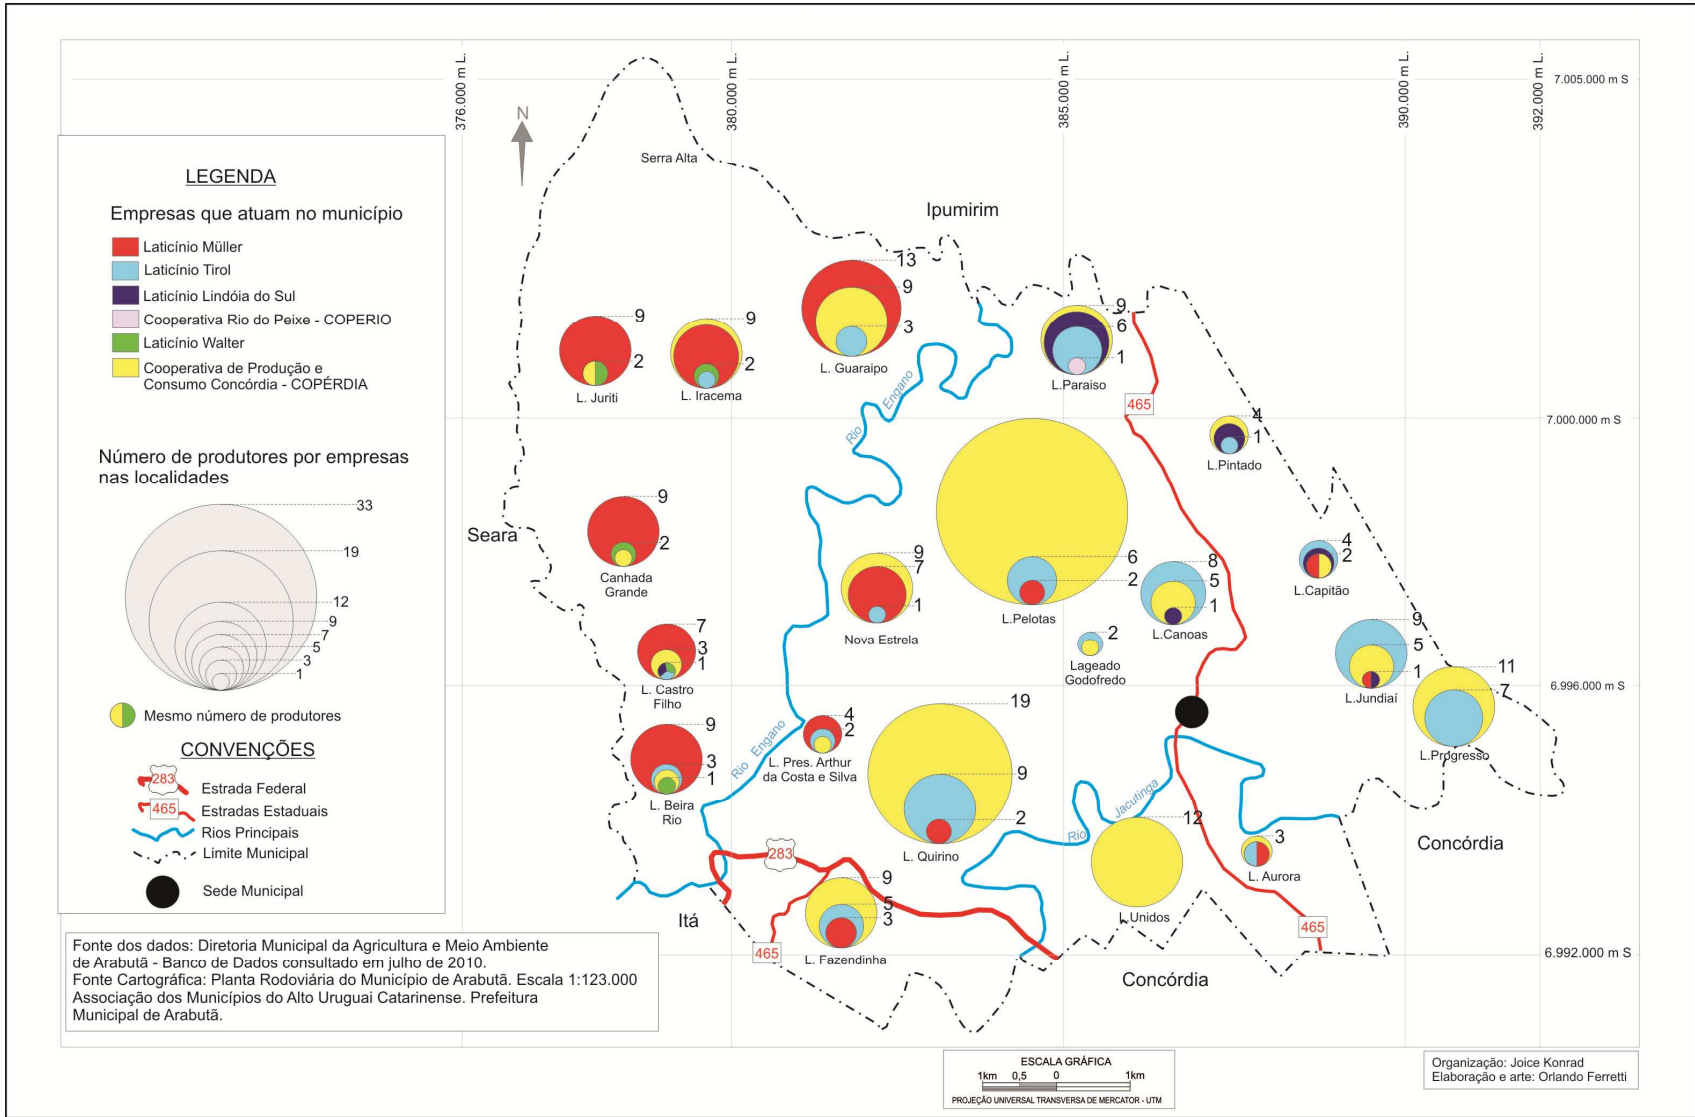 376.000 m L.
380.000 m L.
385.000 m L.
390.000 m L.
392.000 m L.
7.005.000 m S
7.000.000 m S
6.996.000 m S
6.992.000 m S
N
LEGENDA
Empresas que atuam no município
Laticínio Müller
Laticínio Tirol
Laticínio Lindóia do Sul
Cooperativa Rio do Peixe - COPERIO
Laticínio Walter
Cooperativa de Produção e
Consumo Concórdia - COPÉRDIA
Número de produtores por empresas
nas localidades
33
19
12
9
7
5
3
1
Mesmo número de produtores
CONVENÇÕES
283
Estrada Federal
465
Estradas Estaduais
Rios Principais
Limite Municipal
Sede Municipal
Serra Alta
Ipumirim
Seara
Itá
Concórdia
Concórdia
9
2
L. Juriti
9
2
L. Iracema
13
9
3
L. Guaraipo
9
6
1
L.Paraiso
465
4
1
L.Pintado
Rio Engano
9
2
Canhada
Grande
9
7
1
Nova Estrela
6
2
L.Pelotas
8
5
1
L.Canoas
4
2
L.Capitão
2
Lageado
Godofredo
7
3
1
L. Castro
Filho
9
5
1
L.Jundiaí
11
7
L.Progresso
9
3
1
L. Beira
Rio
Rio Engano
4
2
L. Pres. Arthur
da Costa e Silva
19
9
2
L. Quirino
Rio Jacutinga
12
L.Unidos
3
L. Aurora
283
9
5
3
L. Fazendinha
465
465
Fonte dos dados: Diretoria Municipal da Agricultura e Meio Ambiente
de Arabutã - Banco de Dados consultado em julho de 2010.
Fonte Cartográfica: Planta Rodoviária do Município de Arabutã. Escala 1:123.000
Associação dos Municípios do Alto Uruguai Catarinense. Prefeitura
Municipal de Arabutã.
ESCALA GRÁFICA
1km 0,5 0 1km
PROJEÇÃO UNIVERSAL TRANSVERSA DE MERCATOR - UTM
Organização: Joice Konrad
Elaboração e arte: Orlando Ferretti